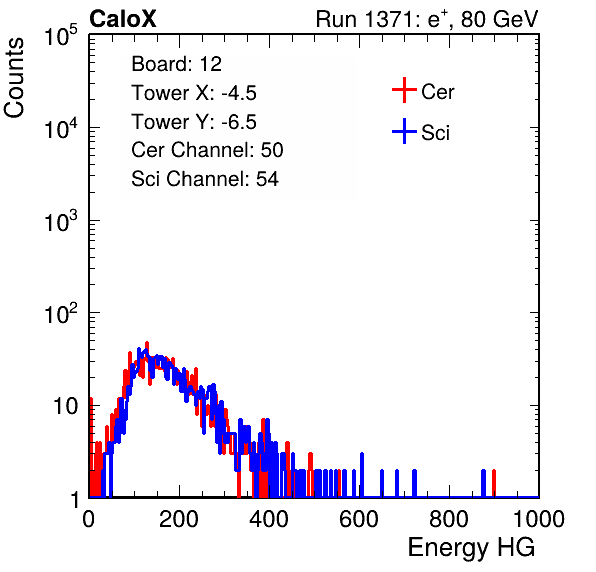 CaloX Run 1371: e⁺, 80 GeV
Counts
Board: 12
Tower X: -4.5
Tower Y: -6.5
Cer Channel: 50
Sci Channel: 54
Cer
Sci
10⁵
10⁴
10³
10²
10
1
0 200 400 600 800 1000
Energy HG